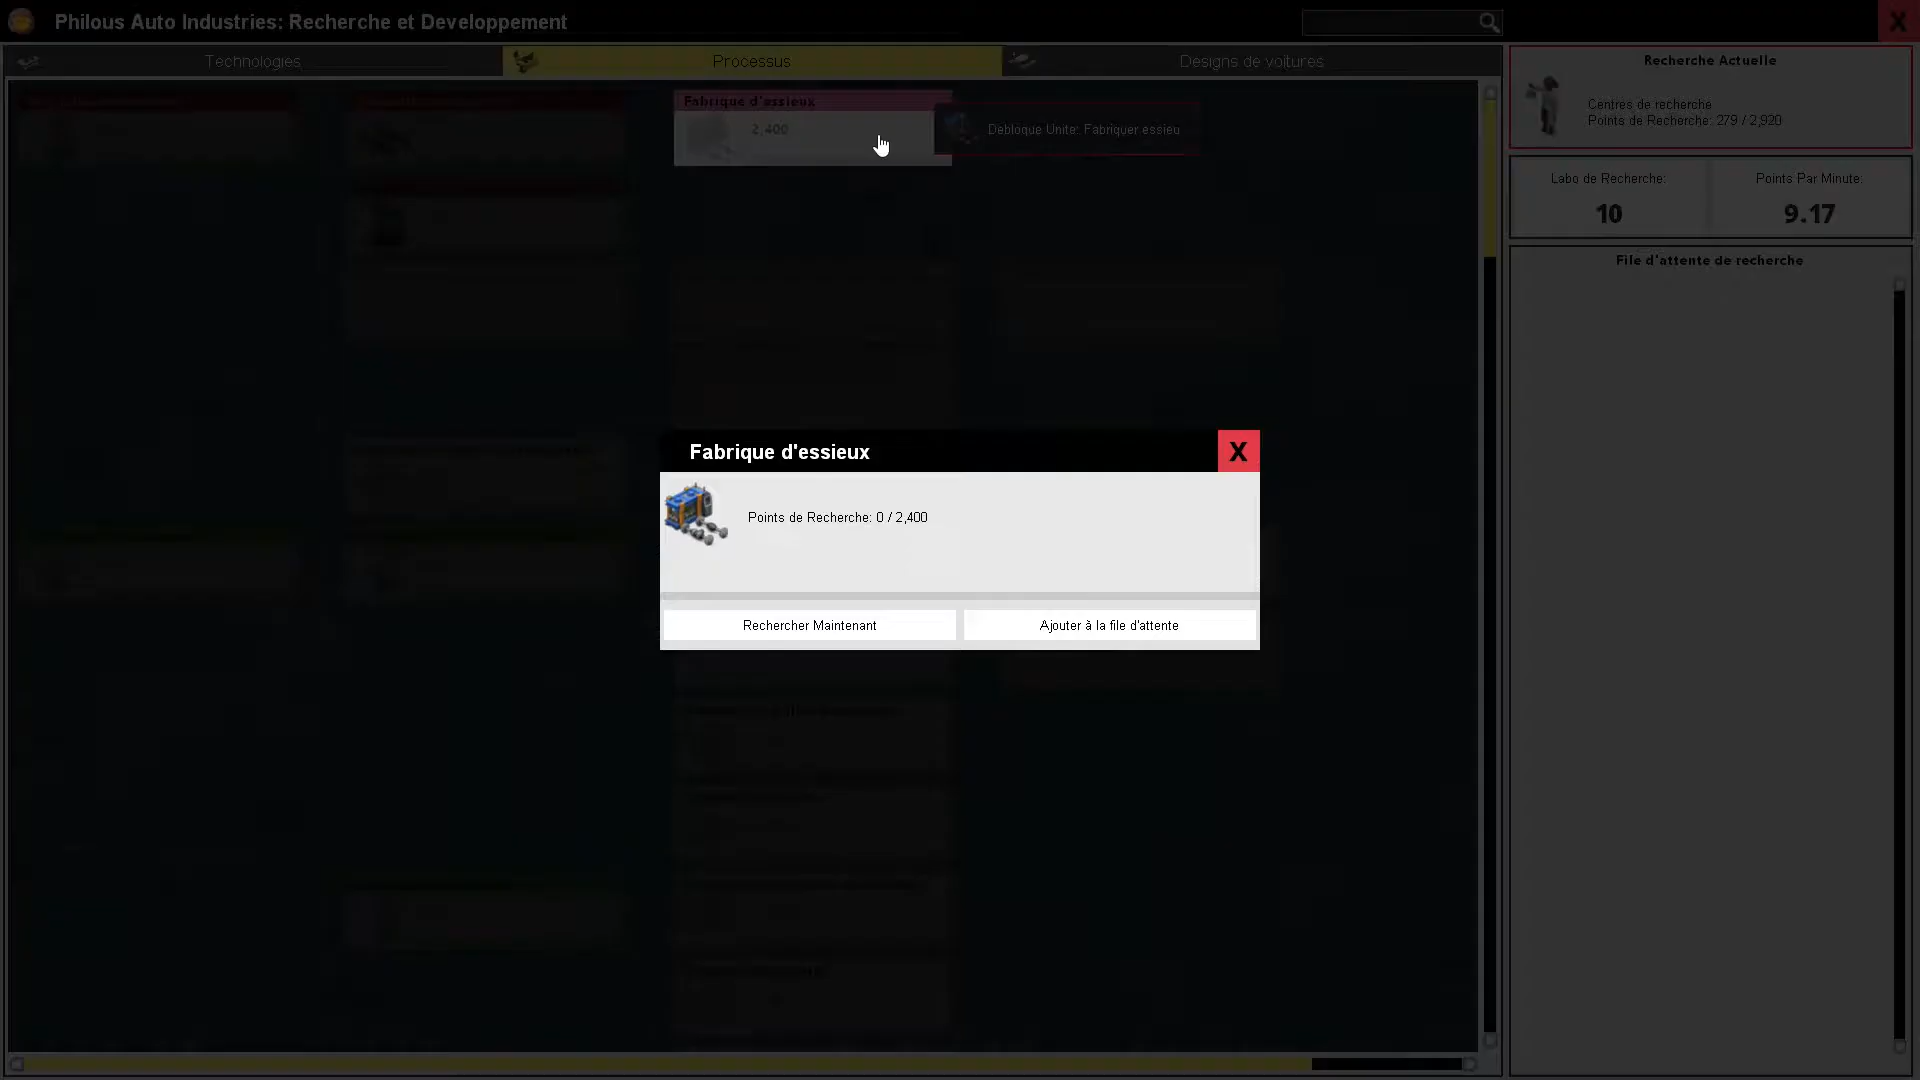 Philous Auto Industries: Recherche et Developpement
X
Technologies
Processus
Designs de voitures
Recherche Actuelle
Centres de recherche
Points de Recherche: 279 / 2,920
Fabrique d'essieux
2,400
Debloque Unite: Fabriquer essieu
Labo de Recherche:
10
Points Par Minute:
9.17
File d'attente de recherche
Fabrique d'essieux
X
Points de Recherche: 0 / 2,400
Rechercher Maintenant
Ajouter à la file d'attente